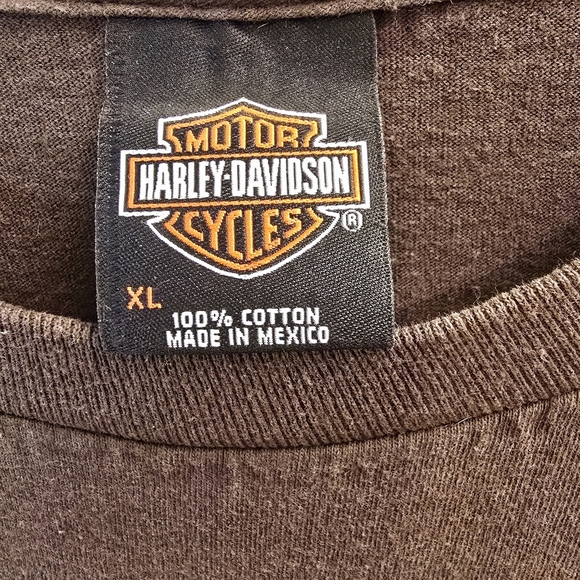 MOTOR
HARLEY-DAVIDSON
CYCLES ®
XL
100% COTTON
MADE IN MEXICO